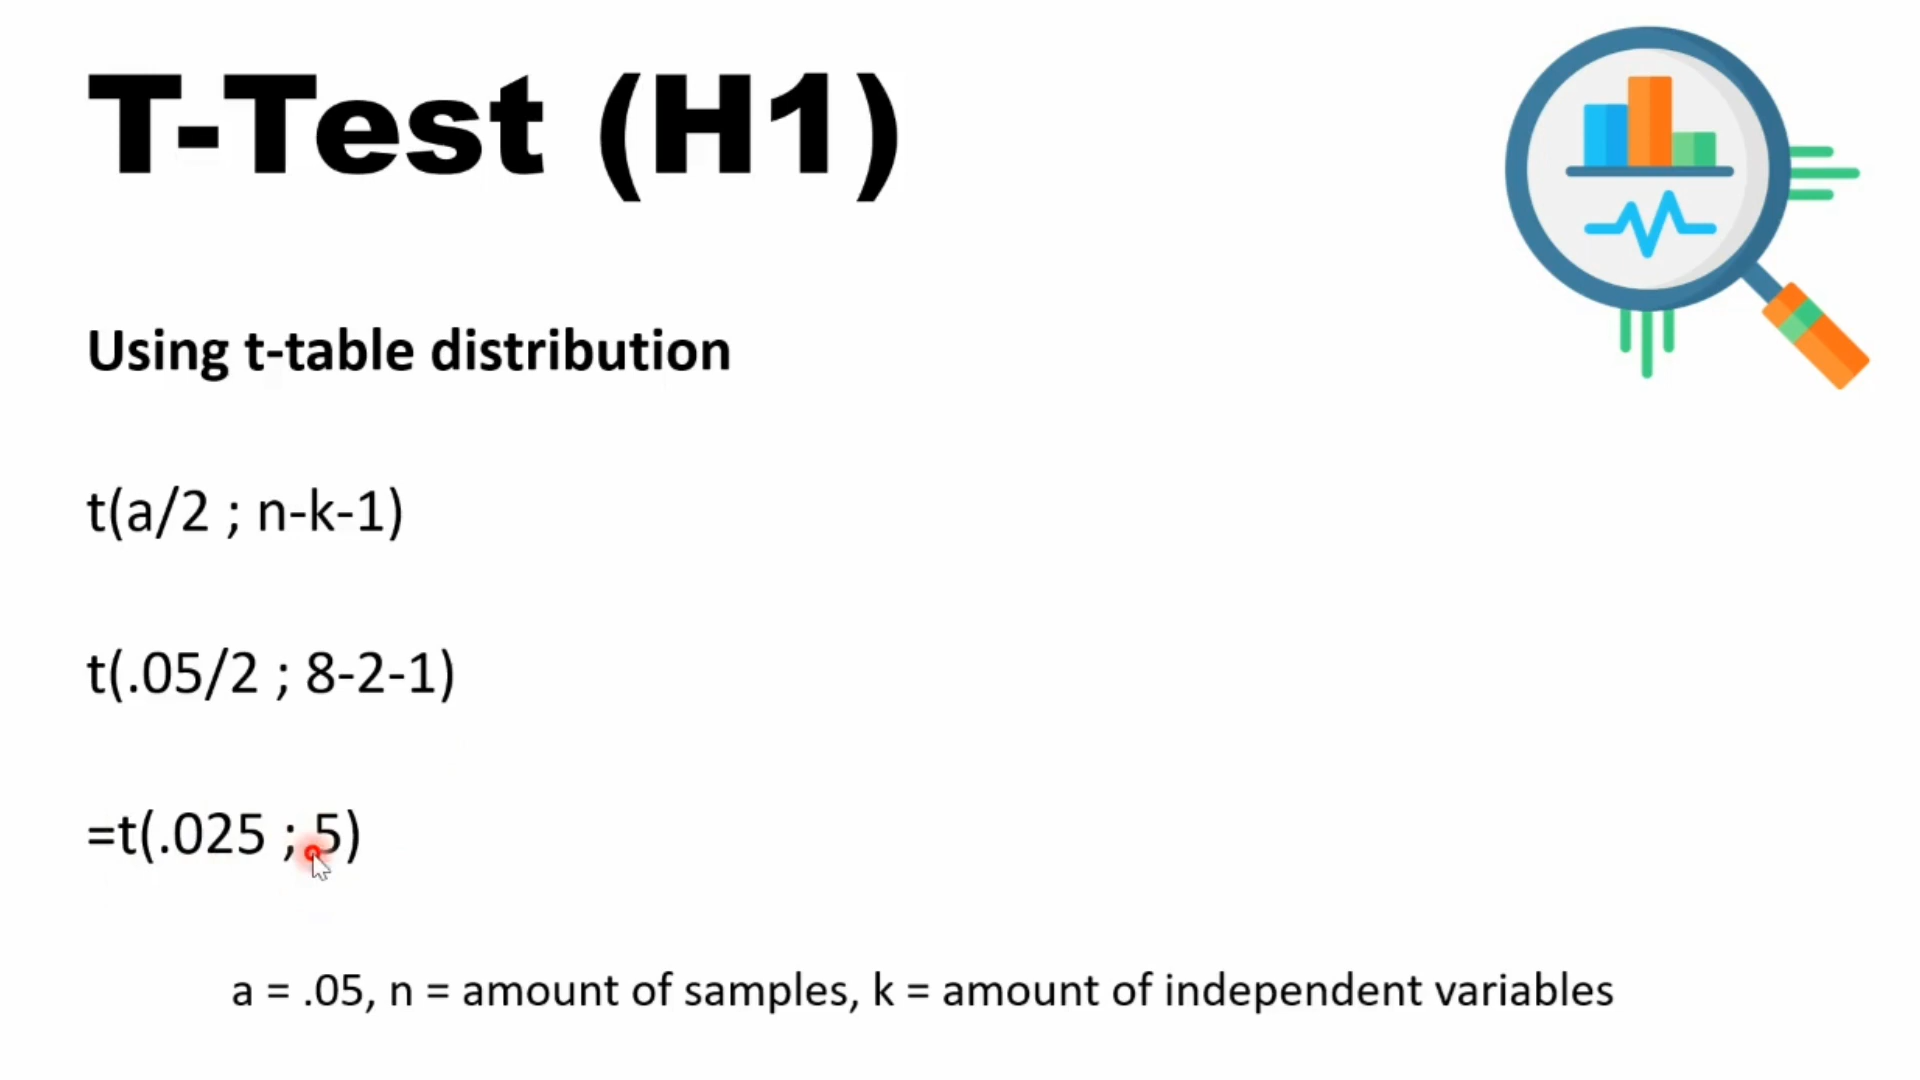 T-Test (H1)
Using t-table distribution
t(a/2 ; n-k-1)
t(.05/2 ; 8-2-1)
=t(.025 ; 5)
a = .05, n = amount of samples, k = amount of independent variables